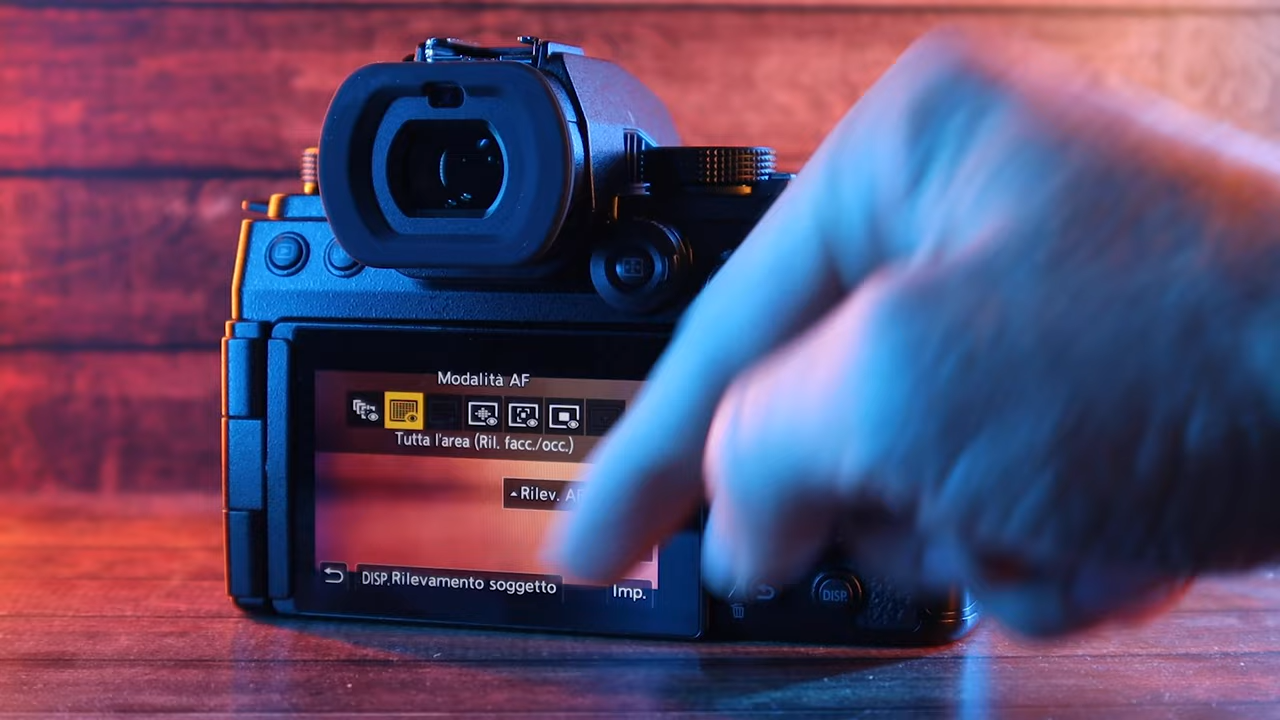 Modalità AF
Tutta l'area (Ril. facc./occ.)
Rilev. AF
DISP.Rilevamento soggetto
Imp.
DISP.